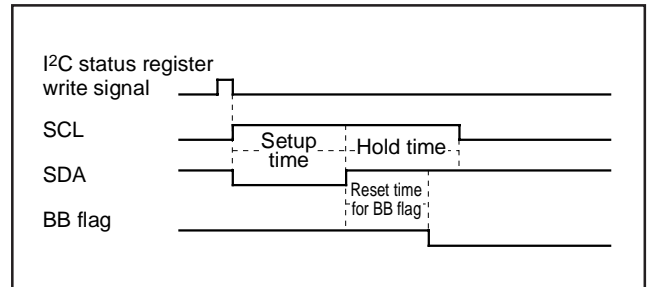 I2C status register
write signal
SCL
Setup
time
Hold time
SDA
Reset time
for BB flag
BB flag